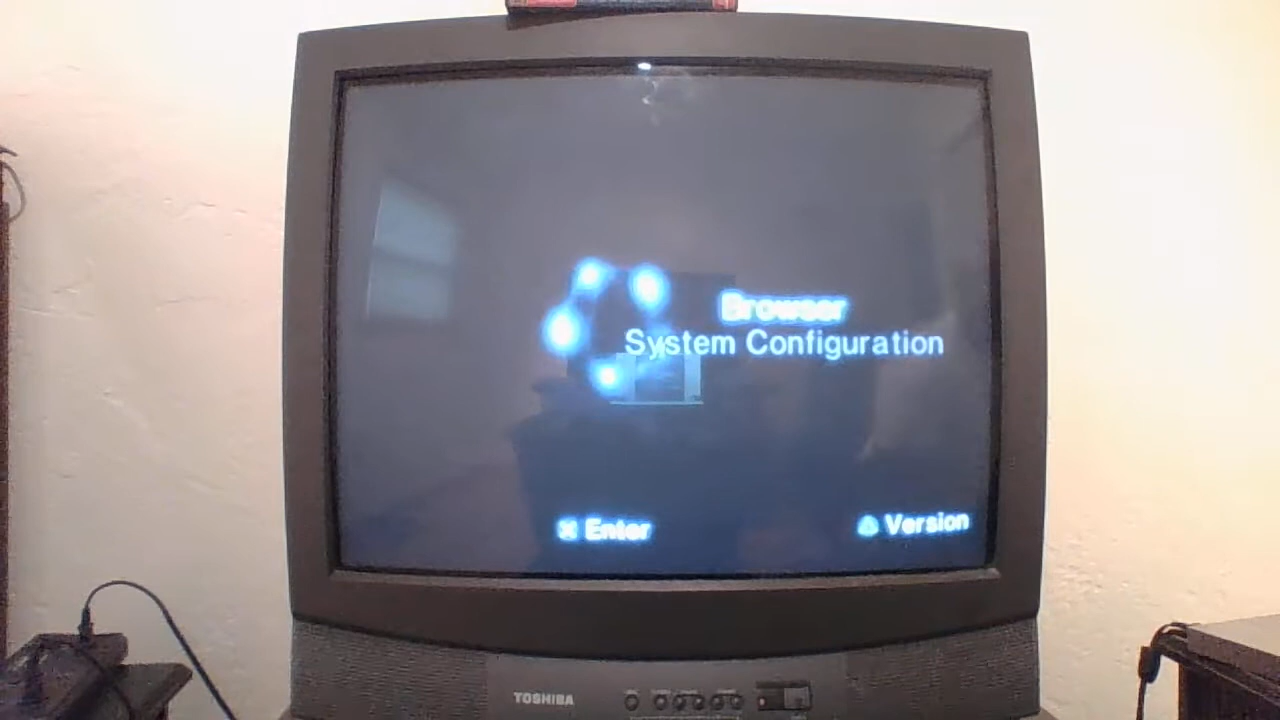 Browser
System Configuration
Enter
Version
TOSHIBA